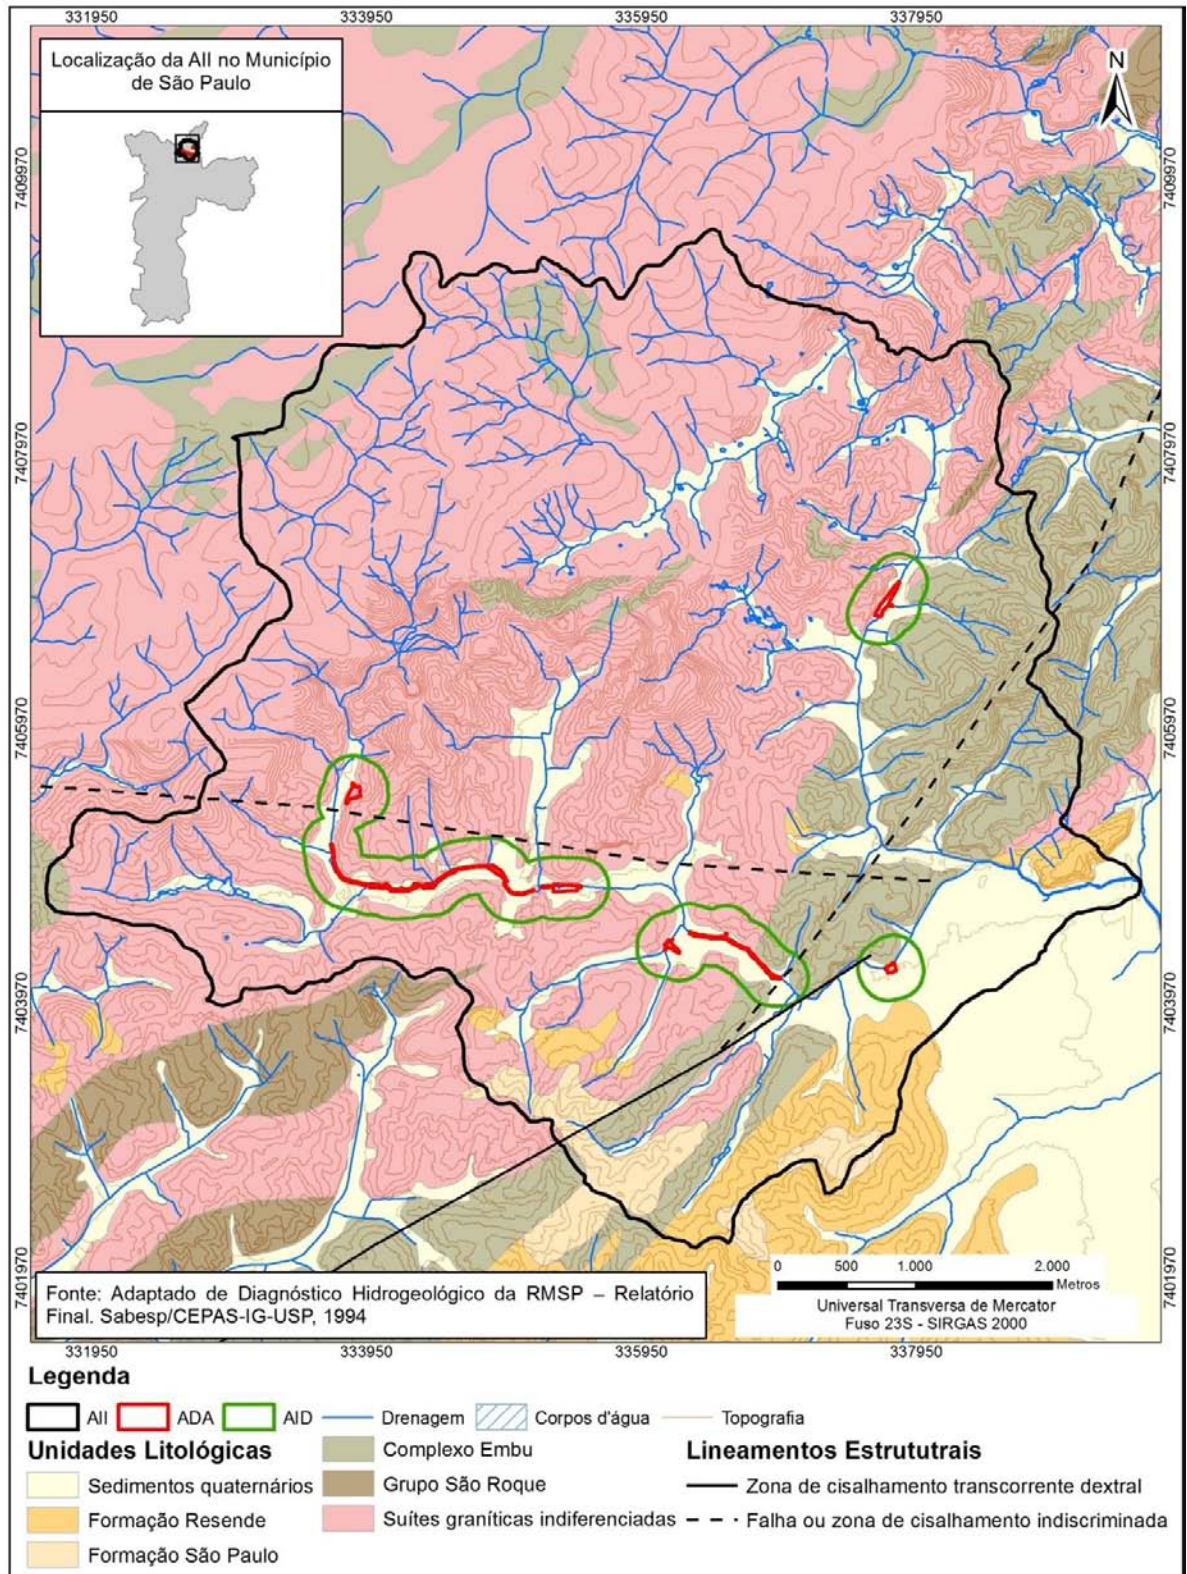 331950 333950 335950 337950
Localização da AII no Município
de São Paulo
N
7409970 7409970
7407970 7407970
7405970 7405970
7403970 7403970
7401970 7401970
0 500 1.000 2.000
Metros
Universal Transversa de Mercator
Fuso 23S - SIRGAS 2000
Fonte: Adaptado de Diagnóstico Hidrogeológico da RMSP – Relatório
Final. Sabesp/CEPAS-IG-USP, 1994
331950 333950 335950 337950
Legenda
AII ADA AID Drenagem Corpos d'água Topografia
Unidades Litológicas
Sedimentos quaternários
Formação Resende
Formação São Paulo
Complexo Embu
Grupo São Roque
Suítes graníticas indiferenciadas
Lineamentos Estrututrais
Zona de cisalhamento transcorrente dextral
Falha ou zona de cisalhamento indiscriminada